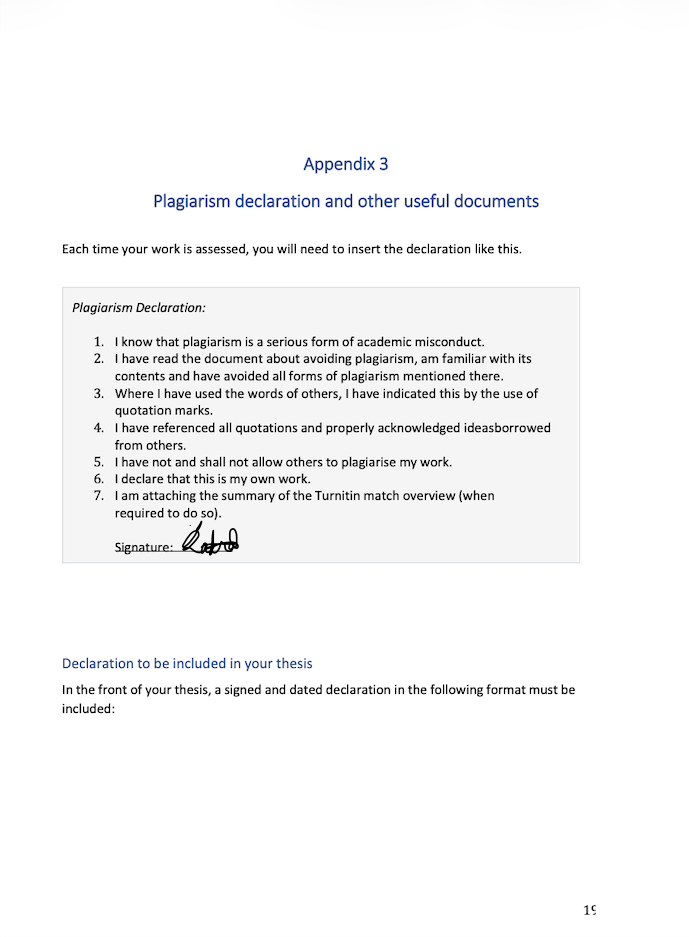 Appendix 3
Plagiarism declaration and other useful documents
Each time your work is assessed, you will need to insert the declaration like this.
Plagiarism Declaration:
1. I know that plagiarism is a serious form of academic misconduct.
2. I have read the document about avoiding plagiarism, am familiar with its
contents and have avoided all forms of plagiarism mentioned there.
3. Where I have used the words of others, I have indicated this by the use of
quotation marks.
4. I have referenced all quotations and properly acknowledged ideasborrowed
from others.
5. I have not and shall not allow others to plagiarise my work.
6. I declare that this is my own work.
7. I am attaching the summary of the Turnitin match overview (when
required to do so).
Signature:
Declaration to be included in your thesis
In the front of your thesis, a signed and dated declaration in the following format must be
included: